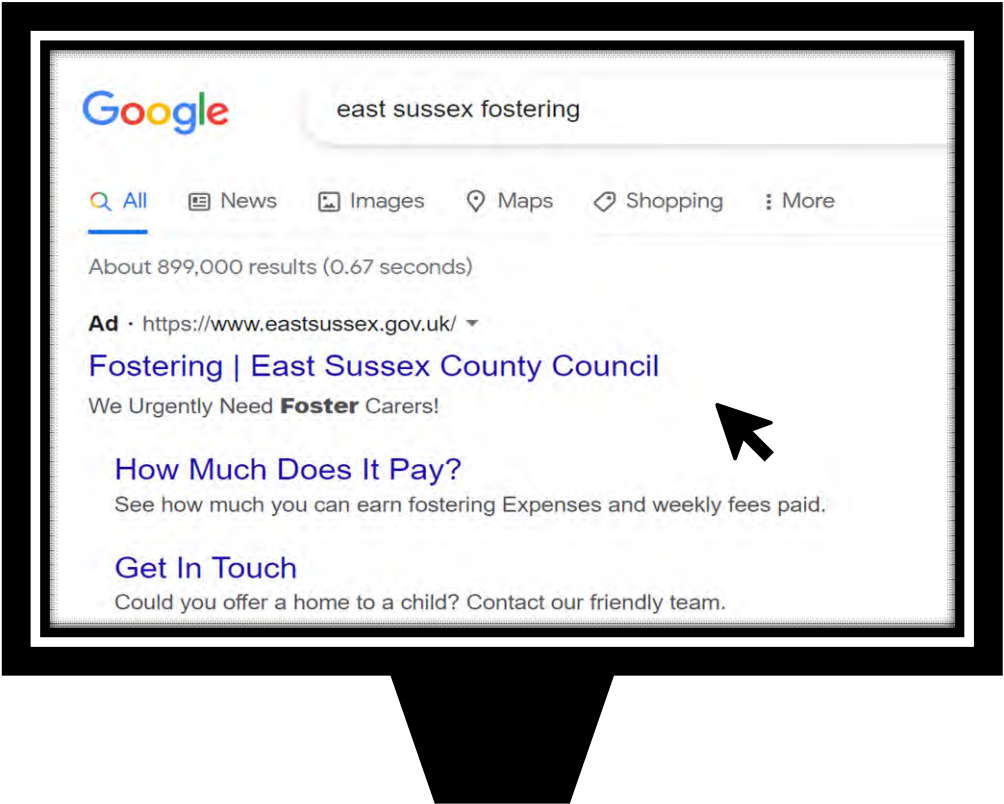 Google east sussex fostering
All News Images Maps Shopping More
About 899,000 results (0.67 seconds)
Ad · https://www.eastsussex.gov.uk/
Fostering | East Sussex County Council
We Urgently Need Foster Carers!
How Much Does It Pay?
See how much you can earn fostering Expenses and weekly fees paid.
Get In Touch
Could you offer a home to a child? Contact our friendly team.